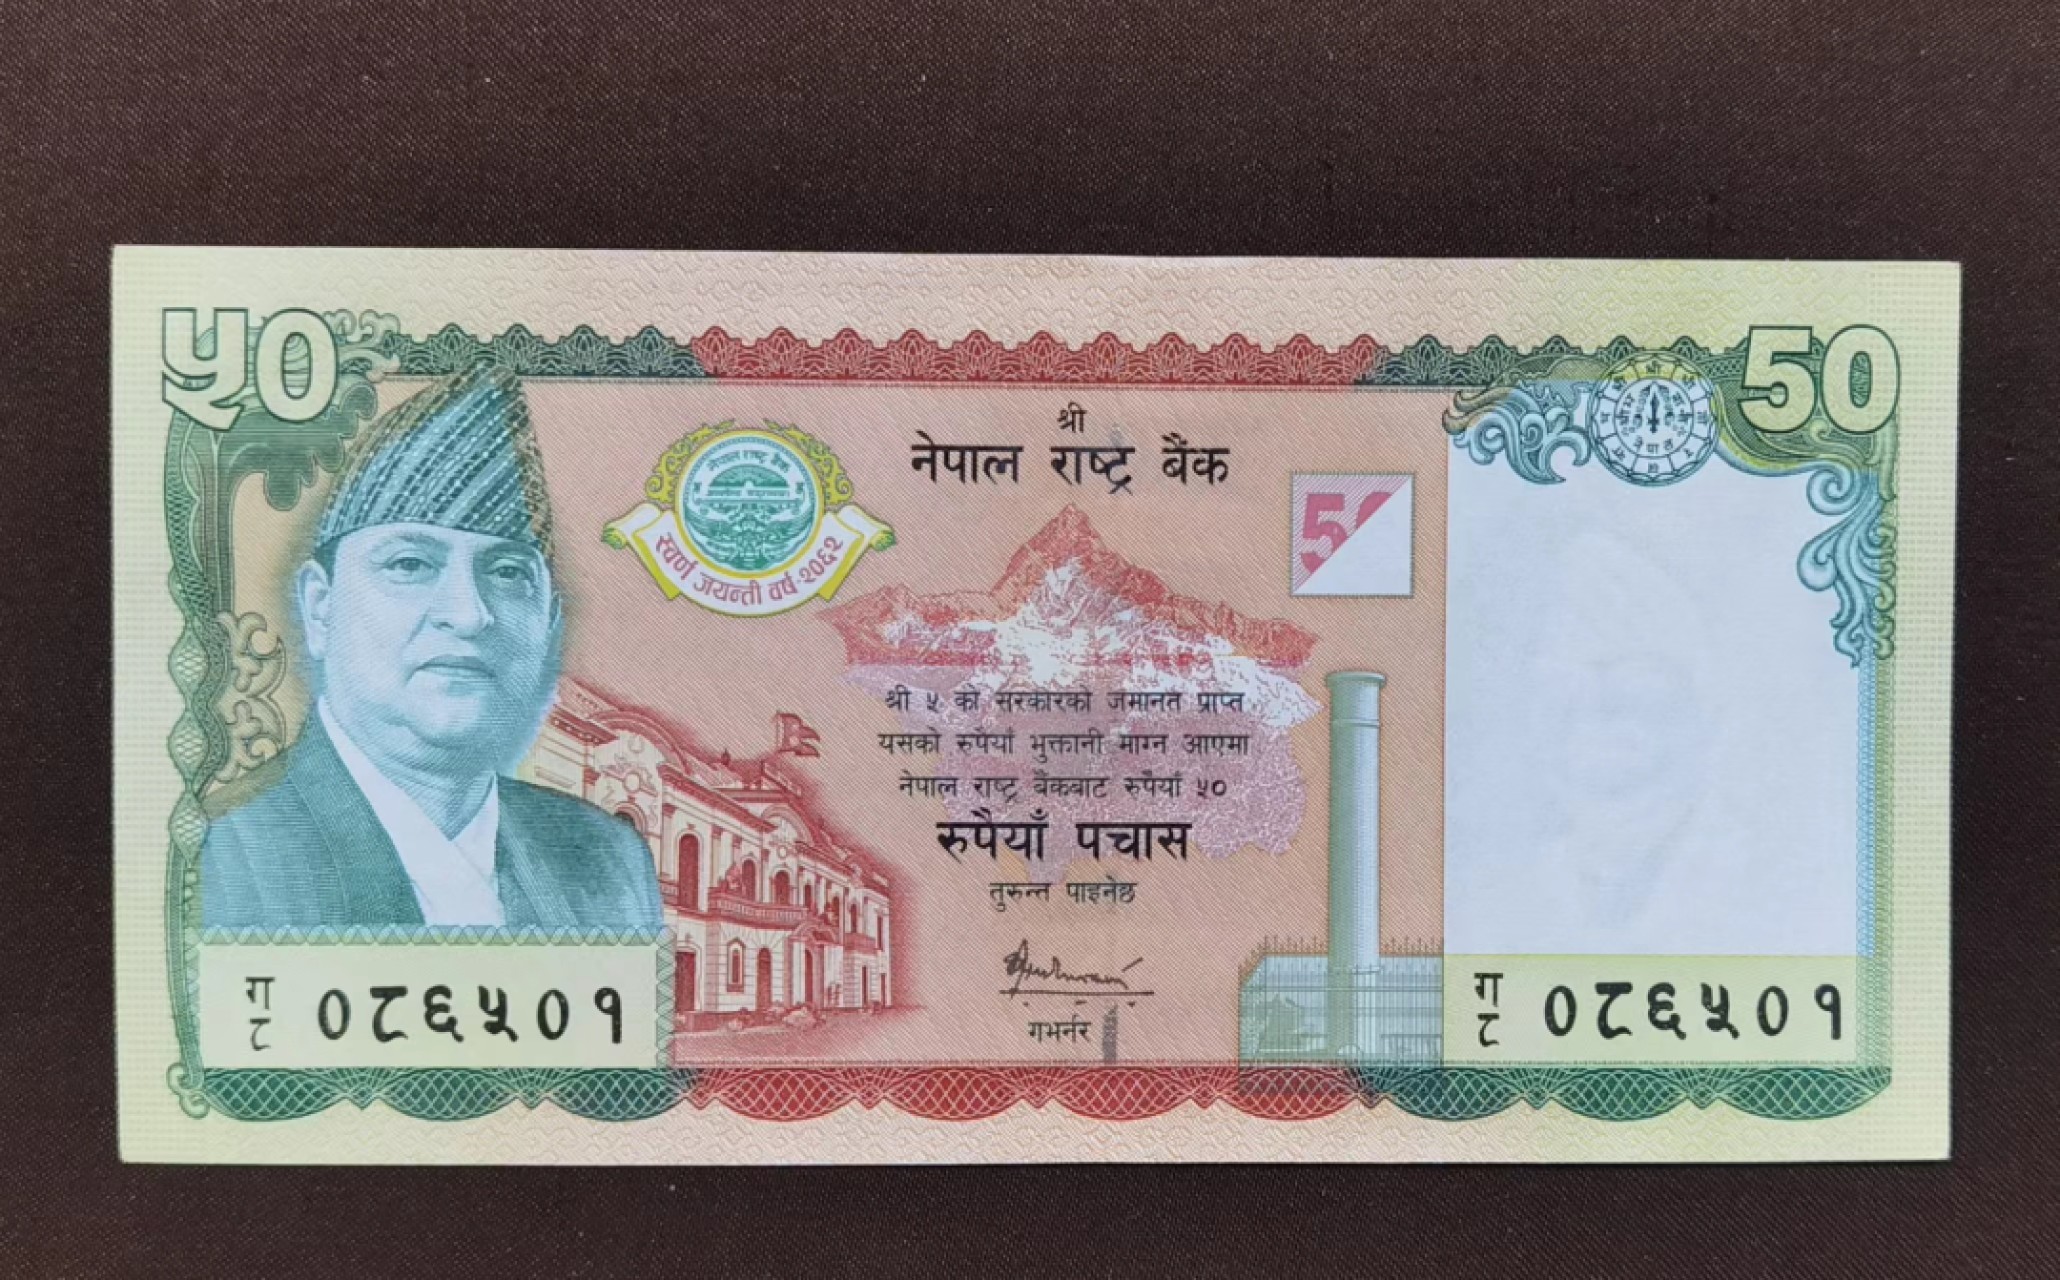 ५०
50
श्री
नेपाल राष्ट्र बैंक
नेपाल राष्ट्र बैंक
स्वर्ण जयन्ती वर्ष-२०६२
50
श्री ५ को सरकारको जमानत प्राप्त
यसको रुपैयाँ भुक्तानी माग्न आएमा
नेपाल राष्ट्र बैंकबाट रुपैयाँ ५०
रुपैयाँ पचास
तुरुन्त पाइनेछ
गभर्नर
ग/८ ०८६५०१
ग/८ ०८६५०१